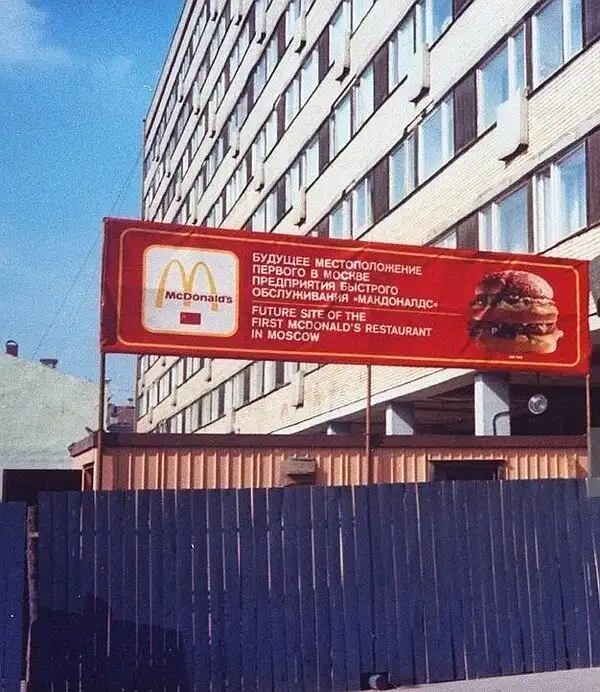 McDonald's
БУДУЩЕЕ МЕСТОПОЛОЖЕНИЕ
ПЕРВОГО В МОСКВЕ
ПРЕДПРИЯТИЯ БЫСТРОГО
ОБСЛУЖИВАНИЯ «МАКДОНАЛДС»
FUTURE SITE OF THE
FIRST MCDONALD'S RESTAURANT
IN MOSCOW